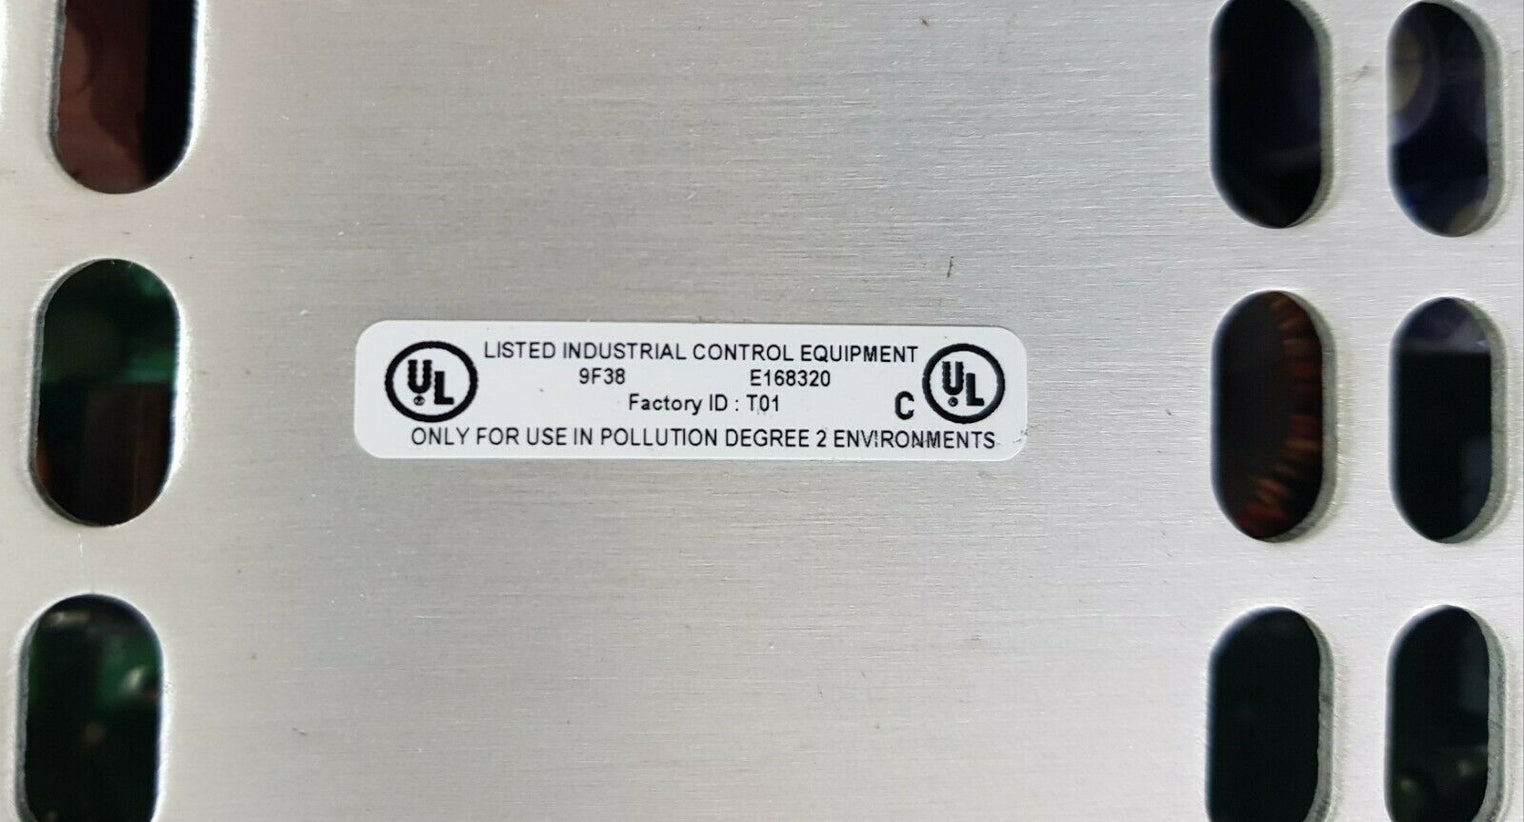 UL LISTED INDUSTRIAL CONTROL EQUIPMENT
9F38 E168320
Factory ID : T01 C UL
ONLY FOR USE IN POLLUTION DEGREE 2 ENVIRONMENTS